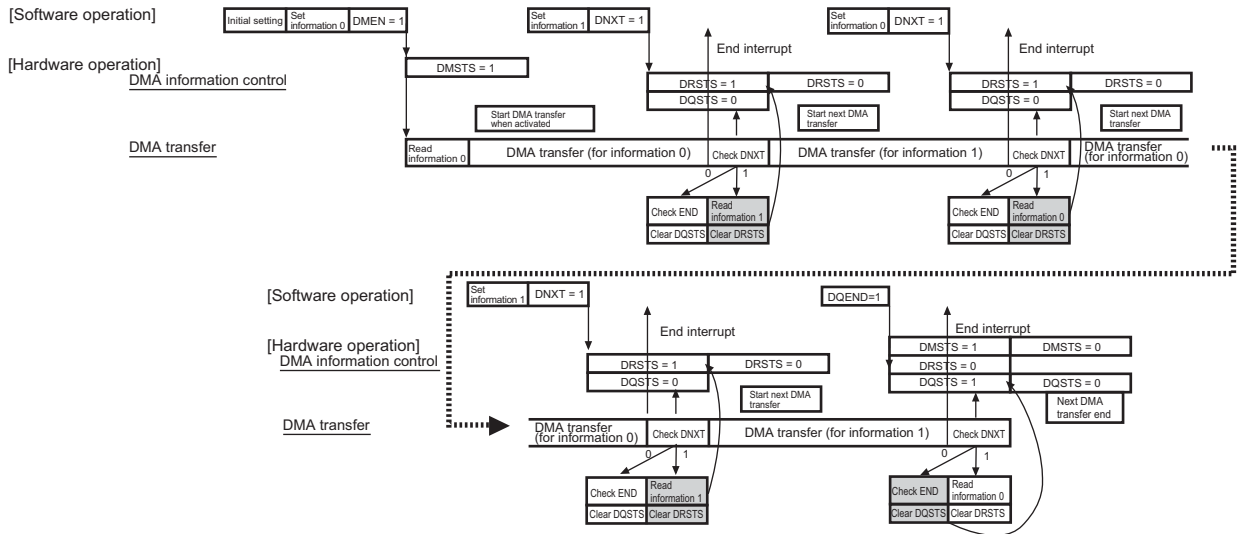 [Software operation]
Initial setting
Set
information 0
DMEN = 1
Set
information 1
DNXT = 1
Set
information 0
DNXT = 1
End interrupt
End interrupt
[Hardware operation]
DMA information control
DMSTS = 1
DRSTS = 1
DRSTS = 0
DQSTS = 0
DRSTS = 1
DRSTS = 0
DQSTS = 0
Start DMA transfer
when activated
Start next DMA
transfer
Start next DMA
transfer
DMA transfer
Read
information 0
DMA transfer (for information 0)
Check DNXT
DMA transfer (for information 1)
Check DNXT
DMA transfer
(for information 0)
0
1
0
1
Check END
Read
information 1
Clear DQSTS
Clear DRSTS
Check END
Read
information 0
Clear DQSTS
Clear DRSTS
[Software operation]
Set
information 1
DNXT = 1
DQEND=1
End interrupt
End interrupt
[Hardware operation]
DMA information control
DRSTS = 1
DRSTS = 0
DQSTS = 0
DMSTS = 1
DMSTS = 0
DRSTS = 0
DQSTS = 1
DQSTS = 0
Start next DMA
transfer
Next DMA
transfer end
DMA transfer
DMA transfer
(for information 0)
Check DNXT
DMA transfer (for information 1)
Check DNXT
0
1
0
1
Check END
Read
information 1
Clear DQSTS
Clear DRSTS
Check END
Read
information 0
Clear DQSTS
Clear DRSTS